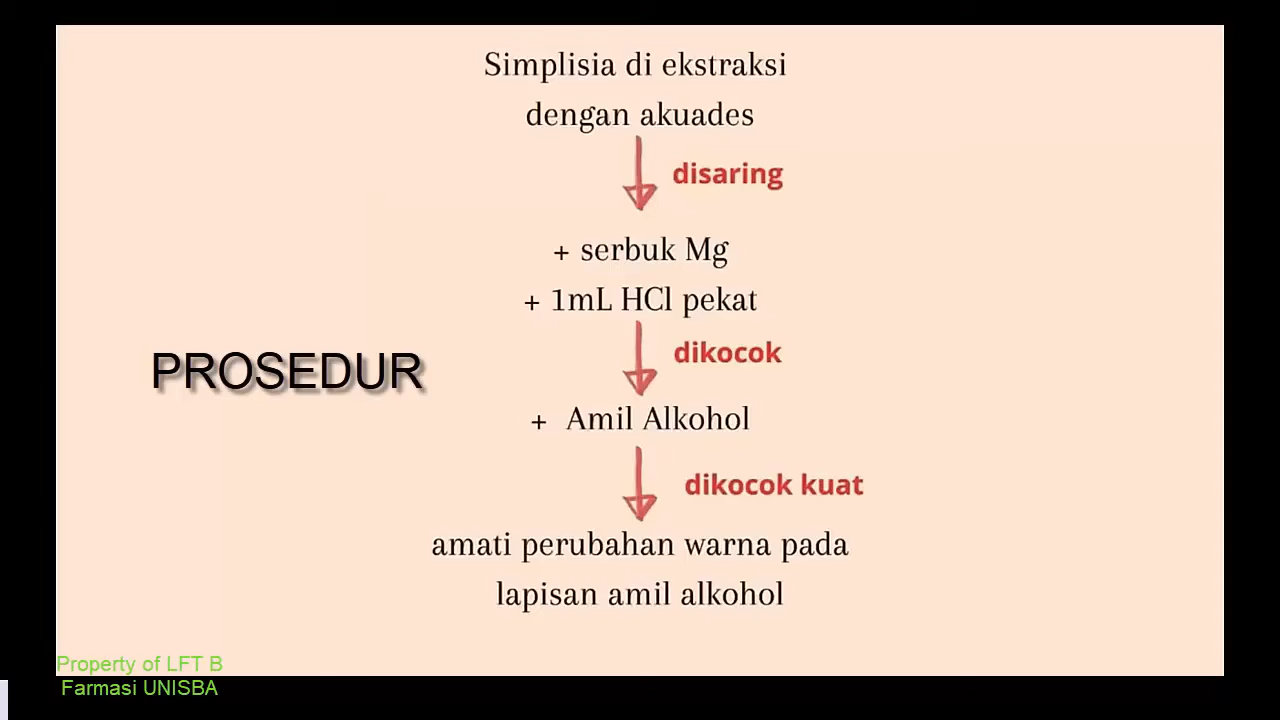 Simplisia di ekstraksi
dengan akuades
disaring
+ serbuk Mg
+ 1mL HCl pekat
dikocok
PROSEDUR
+ Amil Alkohol
dikocok kuat
amati perubahan warna pada
lapisan amil alkohol
Property of LFT B
Farmasi UNISBA